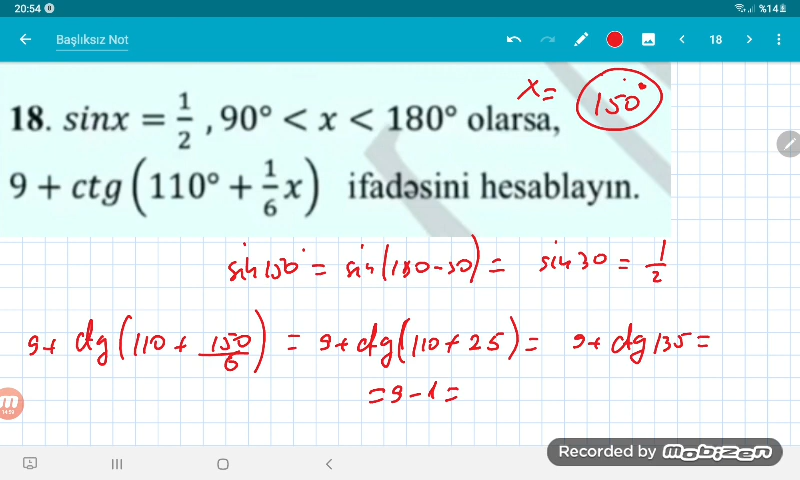 20:54 %14
Başlıksız Not 18
x = 150°
18. sinx = 1/2 , 90° < x < 180° olarsa,
9 + ctg (110° + 1/6 x) ifadəsini hesablayın.
sin150° = sin(180-30) = sin30 = 1/2
9+ ctg(110 + 150/6) = 9+ctg(110+25) = 9+ctg135 =
= 9-1 =
14:59
Recorded by mobizen